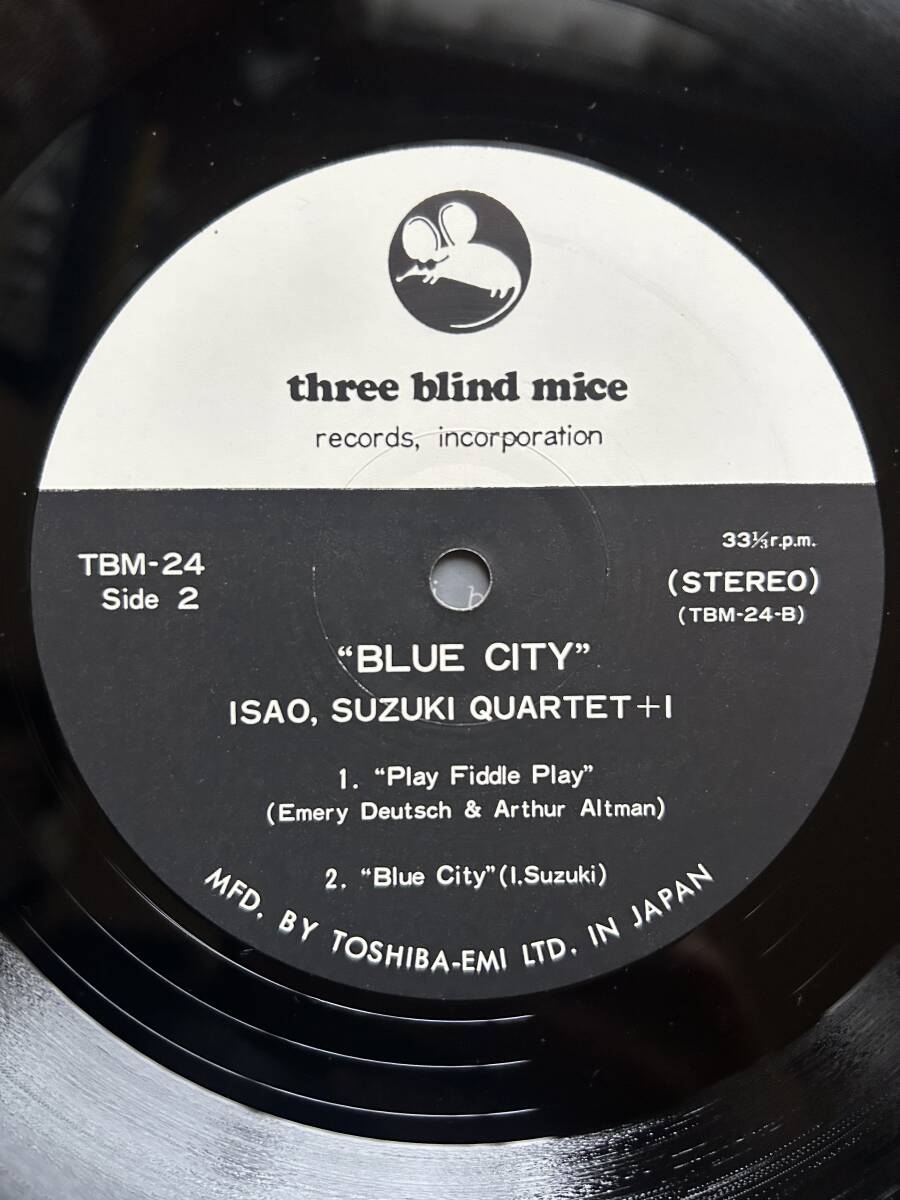 three blind mice
records, incorporation
TBM-24
Side 2
33⅓r.p.m.
(STEREO)
(TBM-24-B)
“BLUE CITY”
ISAO, SUZUKI QUARTET+1
1. “Play Fiddle Play”
(Emery Deutsch & Arthur Altman)
2. “Blue City”(I.Suzuki)
MFD. BY TOSHIBA-EMI LTD. IN JAPAN